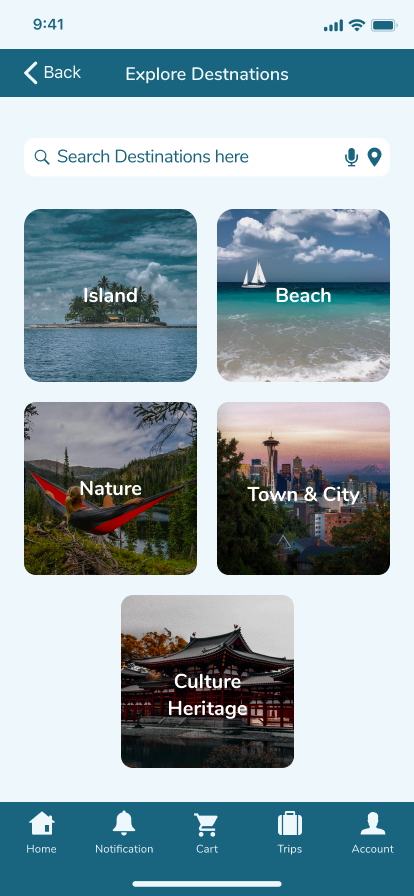 9:41
Back
Explore Destnations
Search Destinations here
Island
Beach
Nature
Town & City
Culture
Heritage
Home
Notification
Cart
Trips
Account